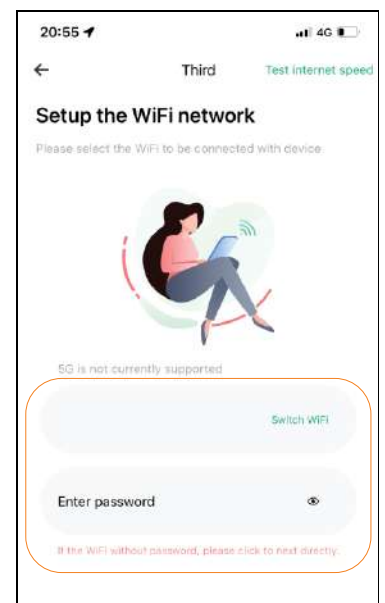 20:55
4G
Third
Test internet speed
Setup the WiFi network
Please select the WiFi to be connected with device
5G is not currently supported
Switch WiFi
Enter password
If the WiFi without password, please click to next directly.